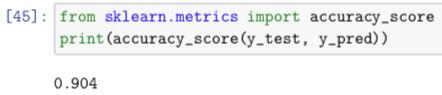 [45]: from sklearn.metrics import accuracy_score
print(accuracy_score(y_test, y_pred))
0.904